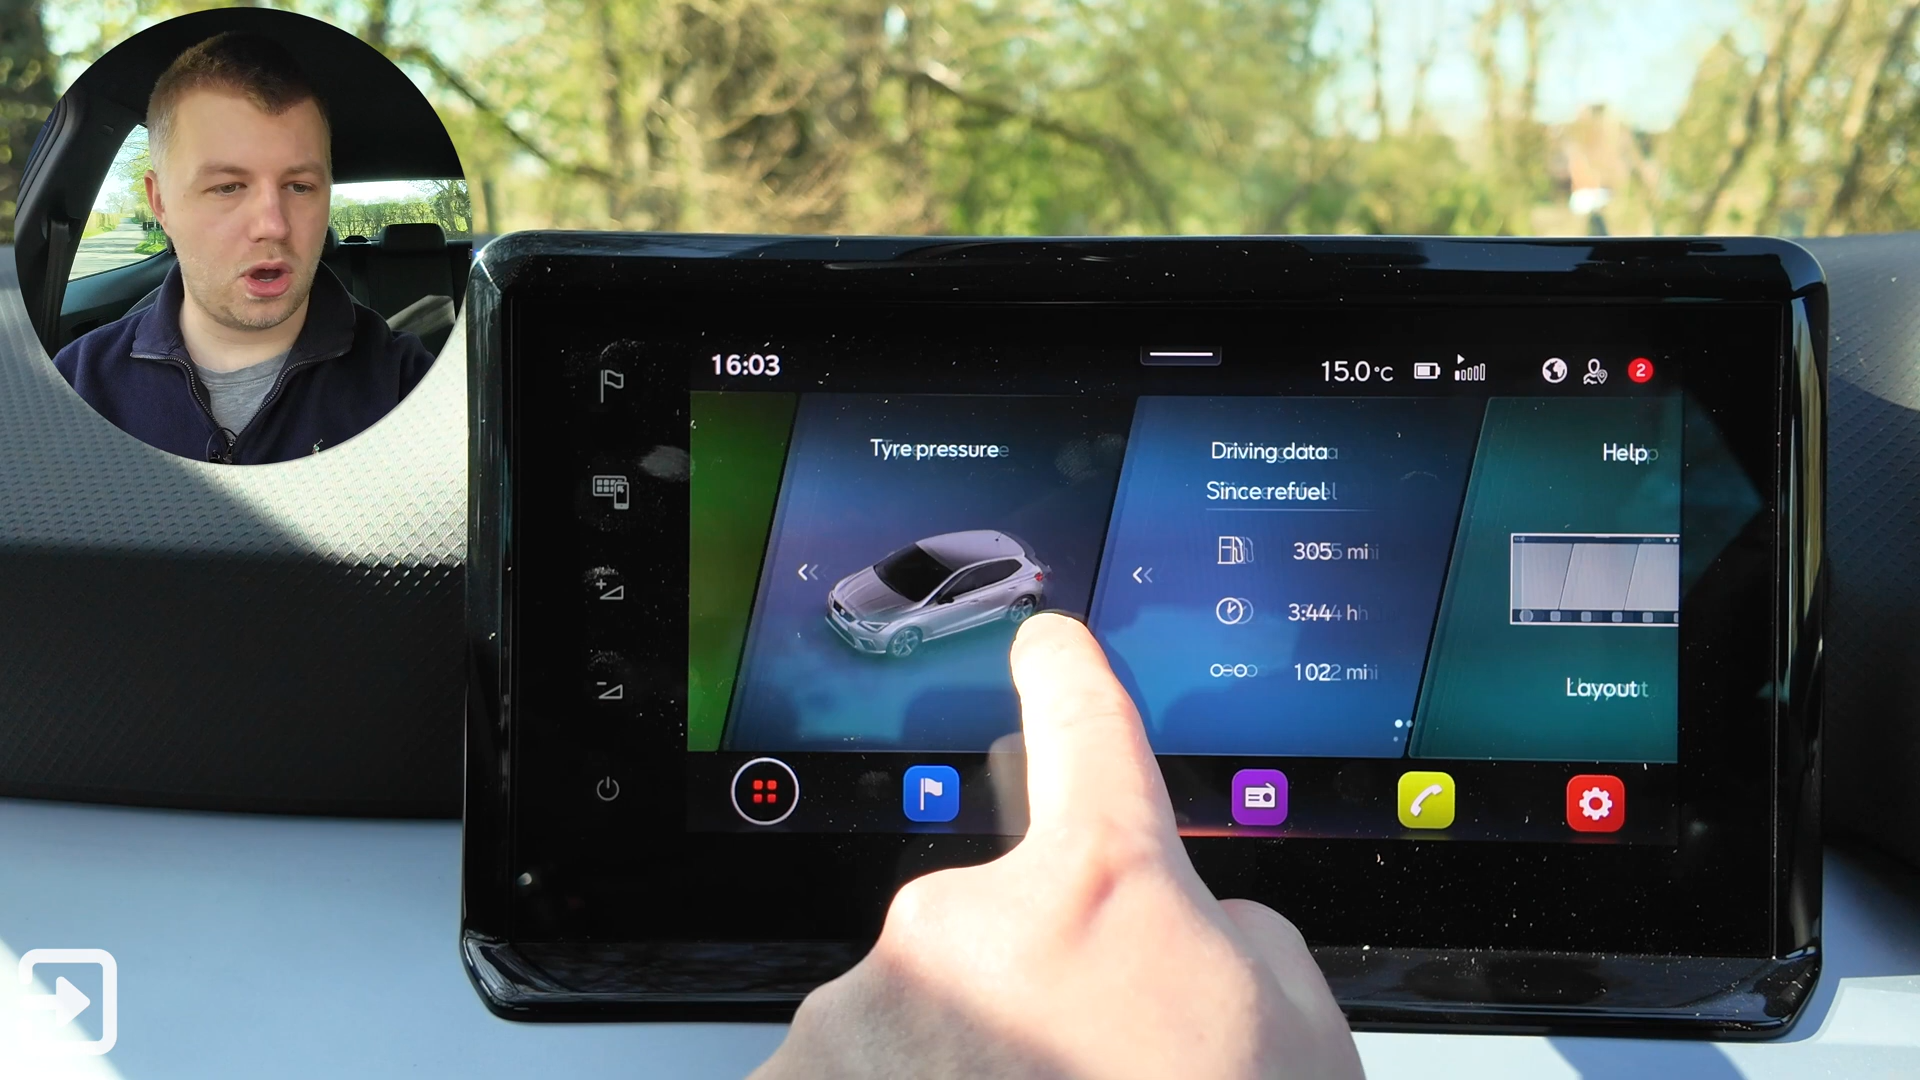 16:03
15.0°C
2
Tyre pressure
Driving data
Since refuel
305 mi
3:44 h
102 mi
Help
Layout